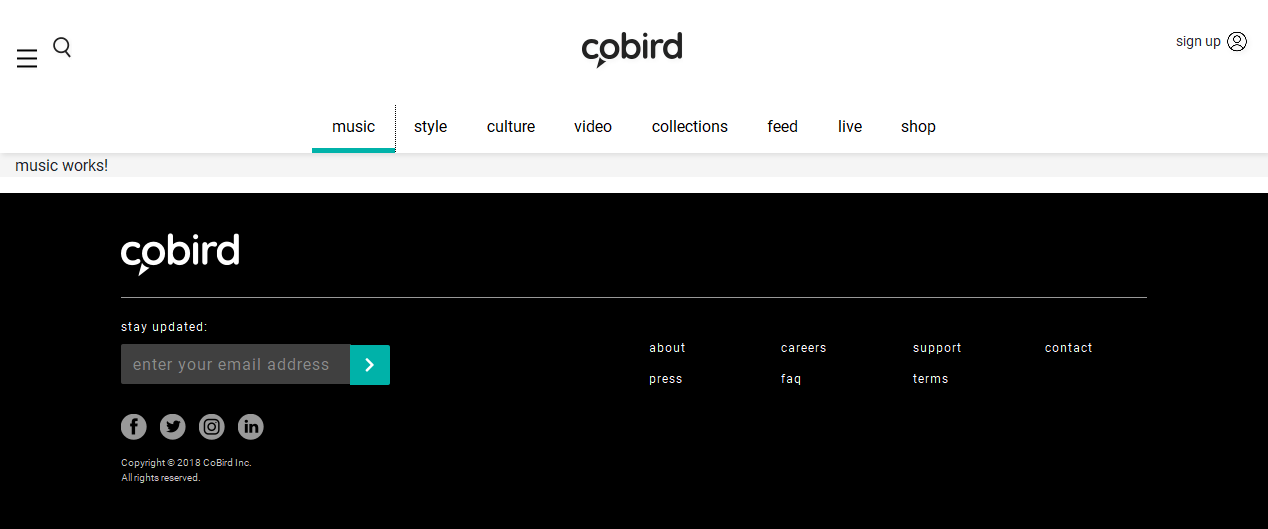 cobird
sign up
music style culture video collections feed live shop
music works!
cobird
stay updated:
enter your email address
about careers support contact
press faq terms
Copyright © 2018 CoBird Inc.
All rights reserved.